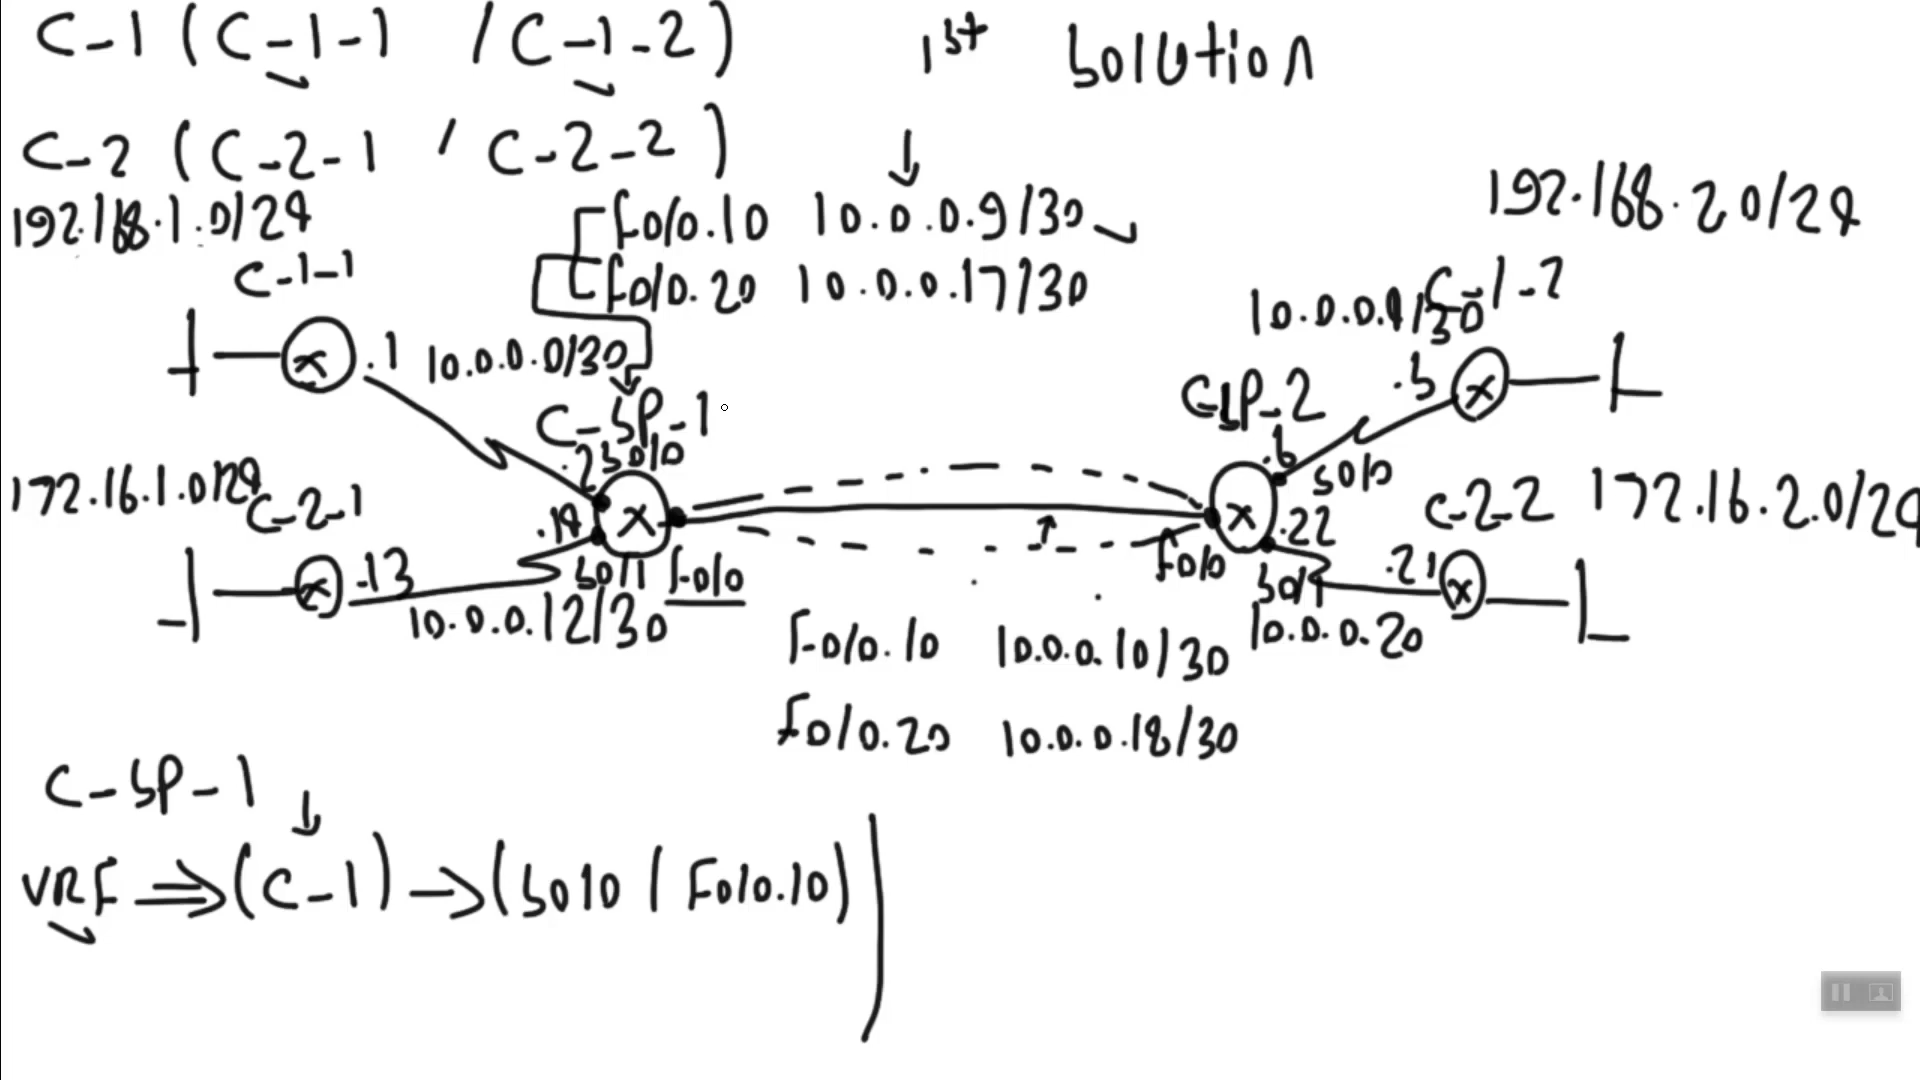 C-1 (C-1-1 / C-1-2)
1st Solution
C-2 (C-2-1 / C-2-2)
192.168.1.0/24
F0/0.10 10.0.0.9/30
192.168.2.0/24
C-1-1
F0/0.20 10.0.0.17/30
C-1-2
.1
10.0.0.0/30
/30
C-SP-1
C-SP-2
.5
.2
S0/0
.6
S0/0
172.16.1.0/24
C-2-1
C-2-2
172.16.2.0/24
.14
.22
.13
S0/1
F0/0
F0/0
S0/1
.21
10.0.0.12/30
F0/0.10 10.0.0.10/30
10.0.0.20
F0/0.20 10.0.0.18/30
C-SP-1
VRF ⇒ (C-1) → (S0/0 / F0/0.10)